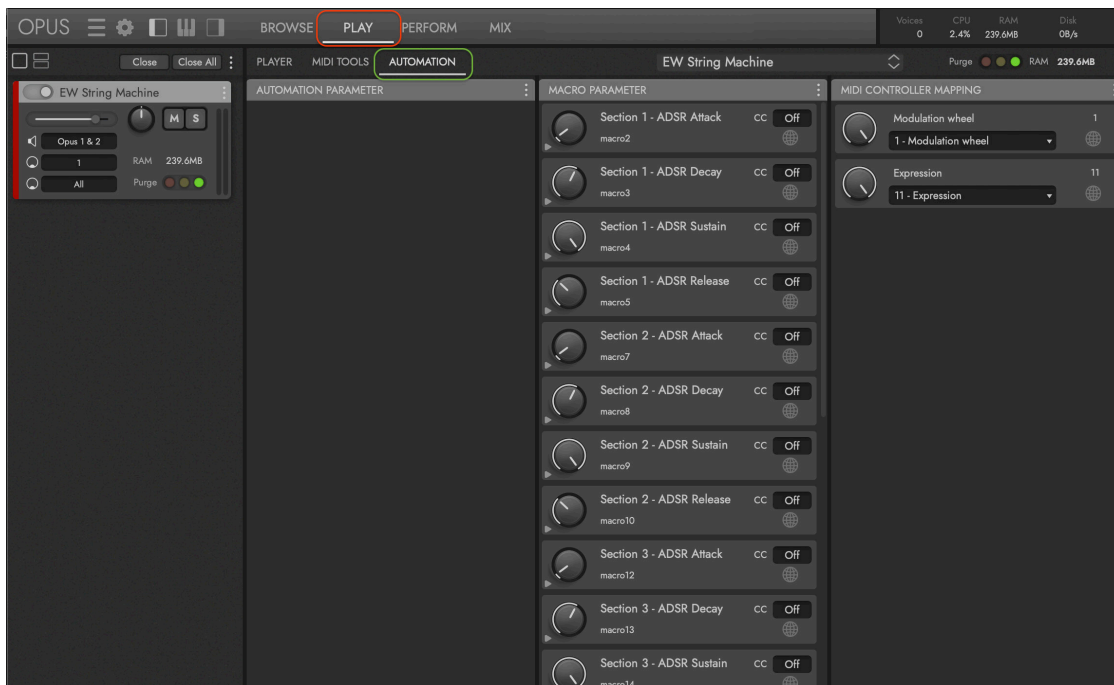 OPUS
BROWSE PLAY PERFORM MIX
Voices CPU RAM Disk
0 2.4% 239.6MB 0B/s
Close Close All
PLAYER MIDI TOOLS AUTOMATION
EW String Machine
Purge RAM 239.6MB
EW String Machine
M S
Opus 1 & 2
1 RAM 239.6MB
All Purge
AUTOMATION PARAMETER
MACRO PARAMETER
Section 1 - ADSR Attack CC Off
macro2
Section 1 - ADSR Decay CC Off
macro3
Section 1 - ADSR Sustain CC Off
macro4
Section 1 - ADSR Release CC Off
macro5
Section 2 - ADSR Attack CC Off
macro7
Section 2 - ADSR Decay CC Off
macro8
Section 2 - ADSR Sustain CC Off
macro9
Section 2 - ADSR Release CC Off
macro10
Section 3 - ADSR Attack CC Off
macro12
Section 3 - ADSR Decay CC Off
macro13
Section 3 - ADSR Sustain CC Off
macro14
MIDI CONTROLLER MAPPING
Modulation wheel 1
1 - Modulation wheel
Expression 11
11 - Expression